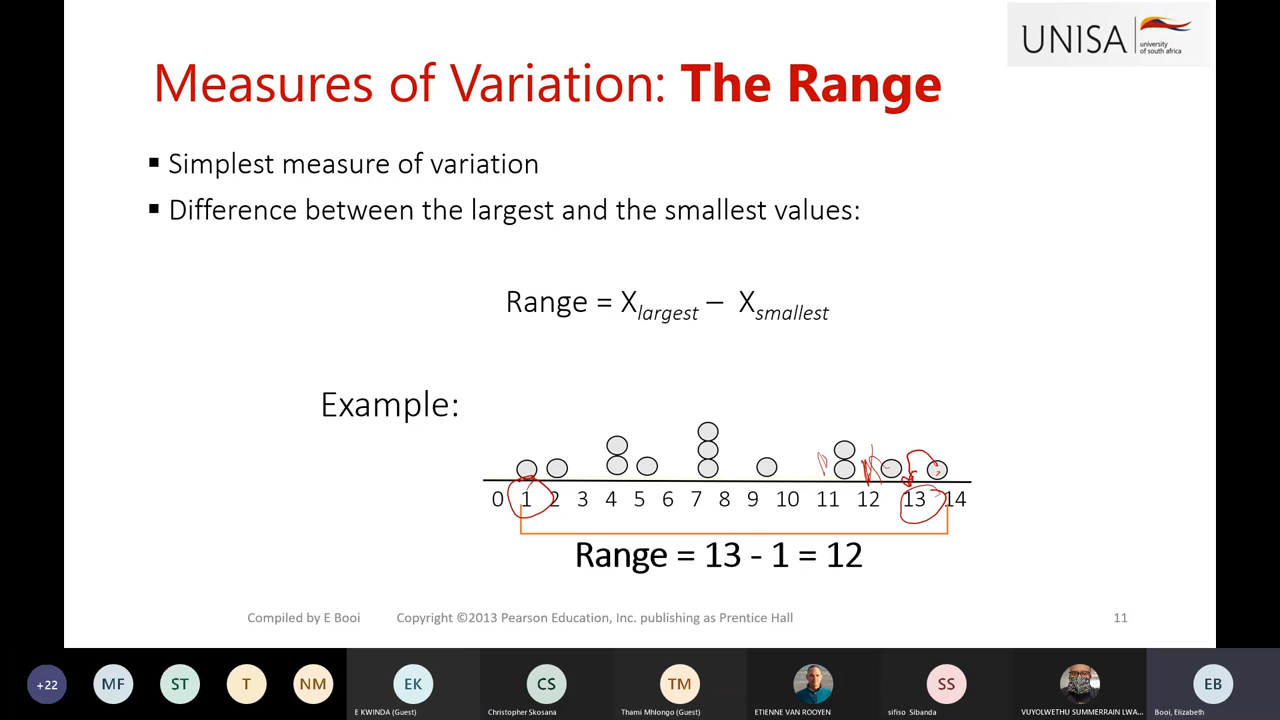 UNISA
university
of south africa
Measures of Variation: The Range
▪ Simplest measure of variation
▪ Difference between the largest and the smallest values:
Range = Xlargest – Xsmallest
Example:
0 1 2 3 4 5 6 7 8 9 10 11 12 13 14
Range = 13 - 1 = 12
Compiled by E Booi Copyright ©2013 Pearson Education, Inc. publishing as Prentice Hall 11
+22 MF ST T NM EK CS TM SS EB
E KWINDA (Guest) Christopher Skosana Thami Mhlongo (Guest) ETIENNE VAN ROOYEN sifiso Sibanda VUYOLWETHU SUMMERRAIN LWA... Booi, Elizabeth